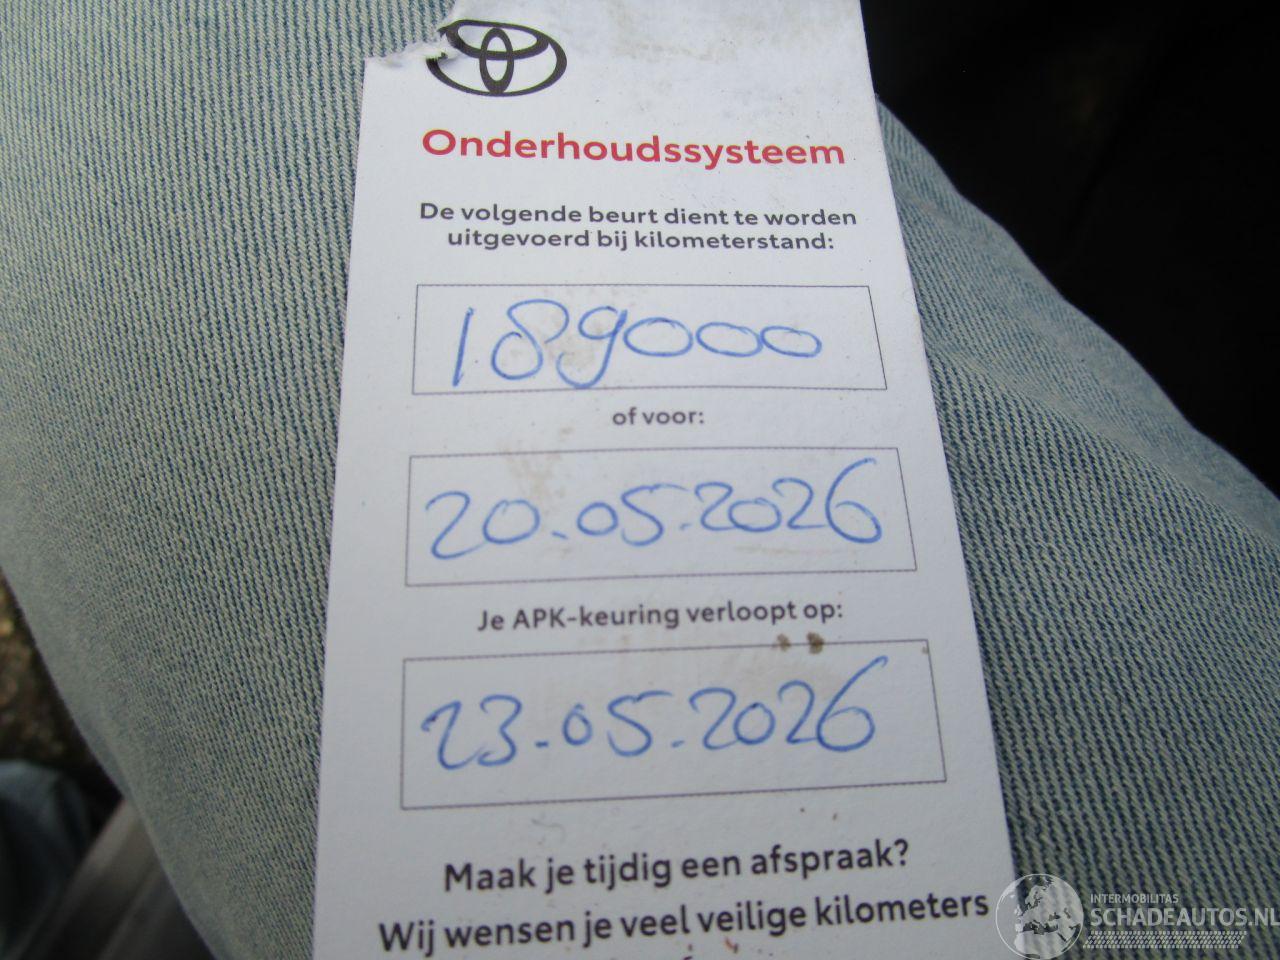 Onderhoudssysteem
De volgende beurt dient te worden
uitgevoerd bij kilometerstand:
189000
of voor:
20.05.2026
Je APK-keuring verloopt op:
23.05.2026
Maak je tijdig een afspraak?
Wij wensen je veel veilige kilometers
INTERMOBILITAS
SCHADEAUTOS.NL